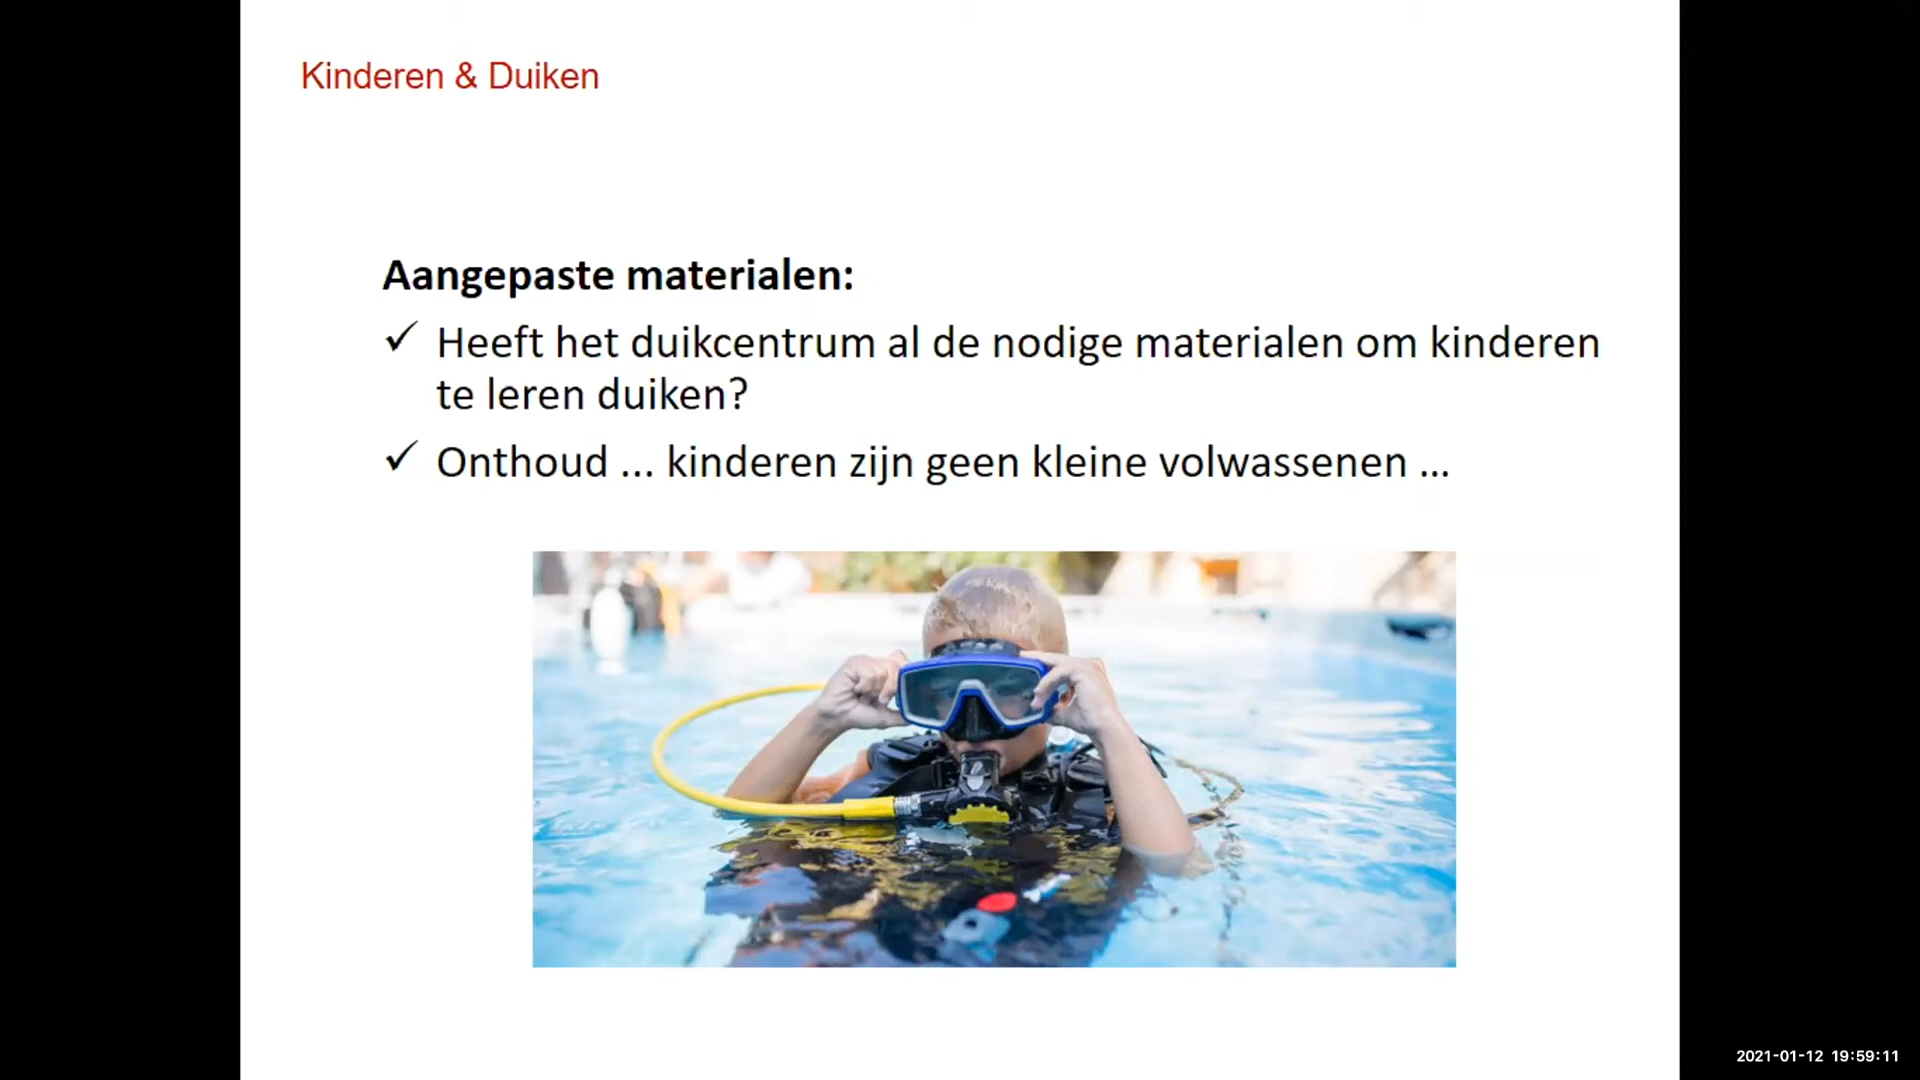 Kinderen & Duiken
Aangepaste materialen:
✓ Heeft het duikcentrum al de nodige materialen om kinderen
te leren duiken?
✓ Onthoud ... kinderen zijn geen kleine volwassenen ...
2021-01-12 19:59:11